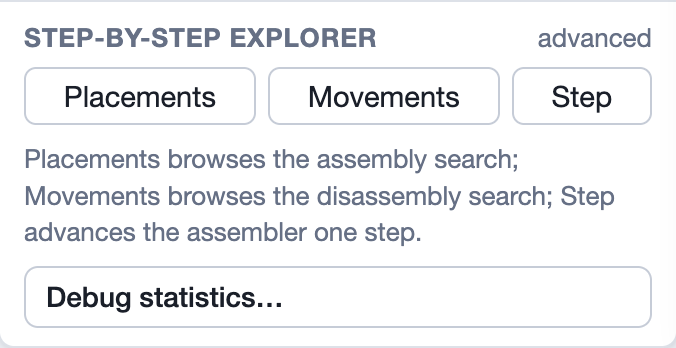 STEP-BY-STEP EXPLORER advanced
Placements Movements Step
Placements browses the assembly search;
Movements browses the disassembly search; Step
advances the assembler one step.
Debug statistics...